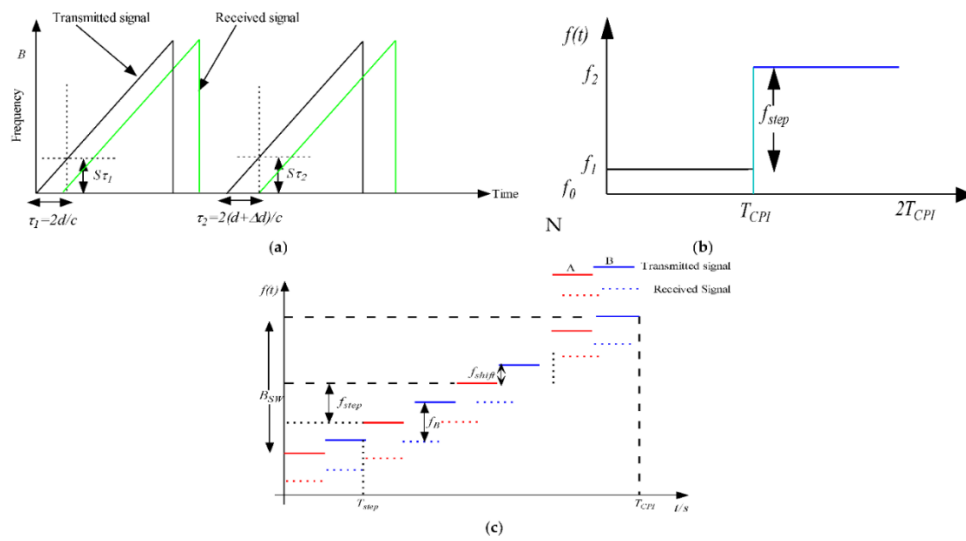 Transmitted signal
Received signal
B
Frequency
Sτ1
Sτ2
Time
τ1=2d/c
τ2=2(d+Δd)/c
(a)
f(t)
f2
fstep
f1
f0
TCPI
2TCPI
N
(b)
A B
Transmitted signal
Received Signal
f(t)
fshift
BSW
fstep
fn
Tstep
TCPI
t/s
(c)